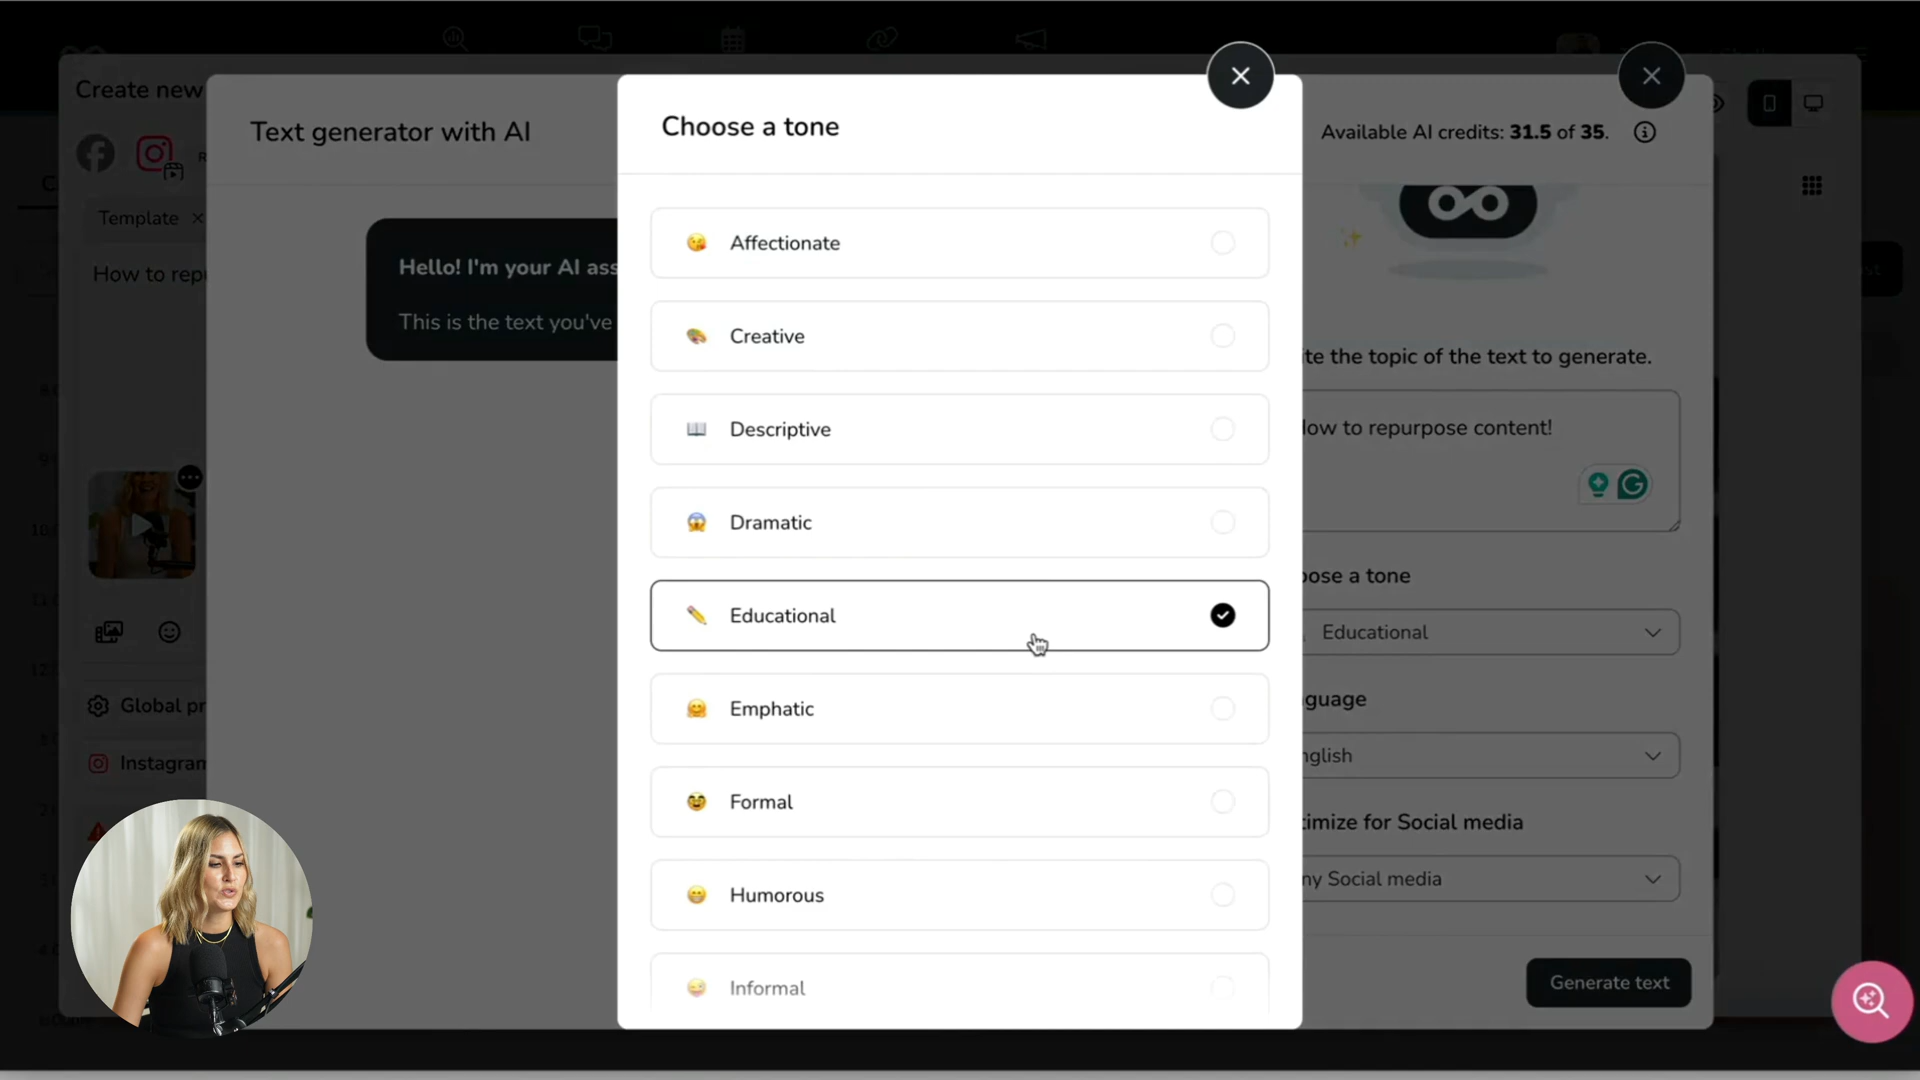 Create new
Template ×
How to rep
Global pr
Instagram
Text generator with AI
Hello! I'm your AI ass
This is the text you've
Choose a tone
Affectionate
Creative
Descriptive
Dramatic
Educational
Emphatic
Formal
Humorous
Informal
Available AI credits: 31.5 of 35.
te the topic of the text to generate.
low to repurpose content!
oose a tone
Educational
guage
nglish
timize for Social media
ny Social media
Generate text